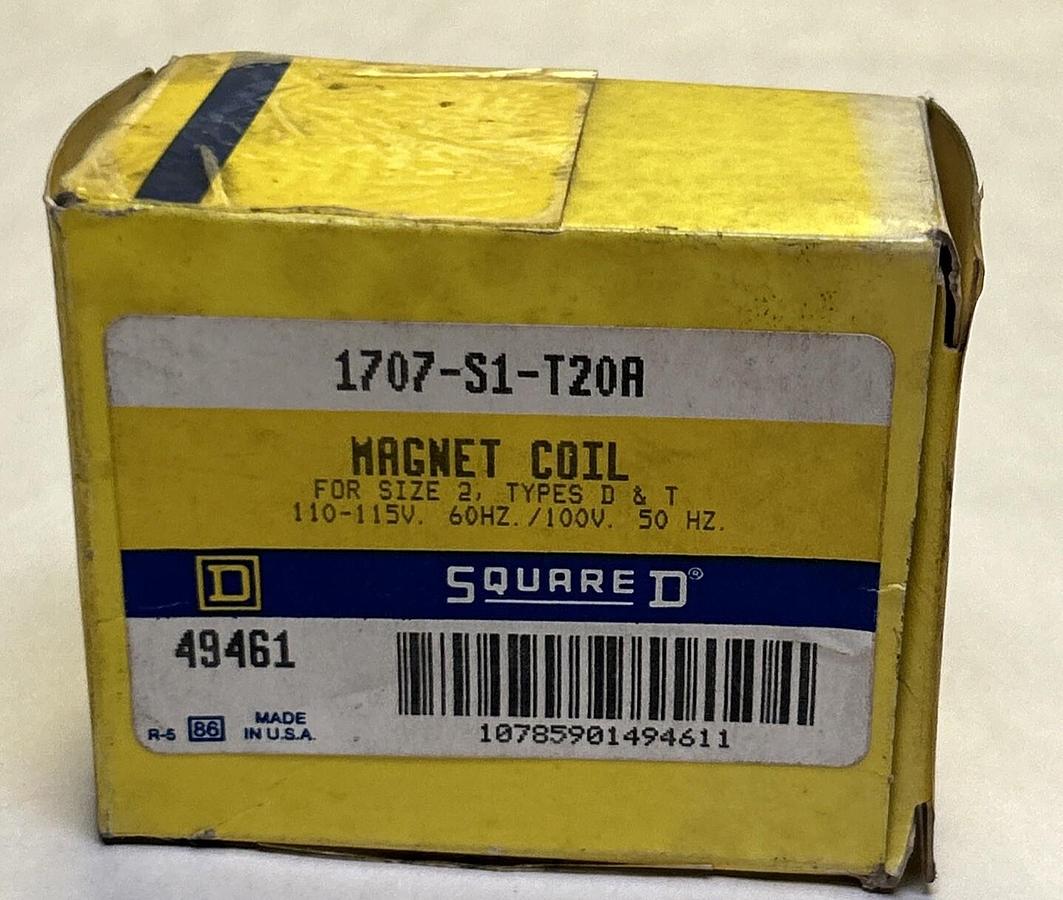 1707-S1-T20A
MAGNET COIL
FOR SIZE 2, TYPES D & T
110-115V. 60HZ./100V. 50 HZ.
D SQUARE D®
49461
R-5 86 MADE IN U.S.A.
10785901494611